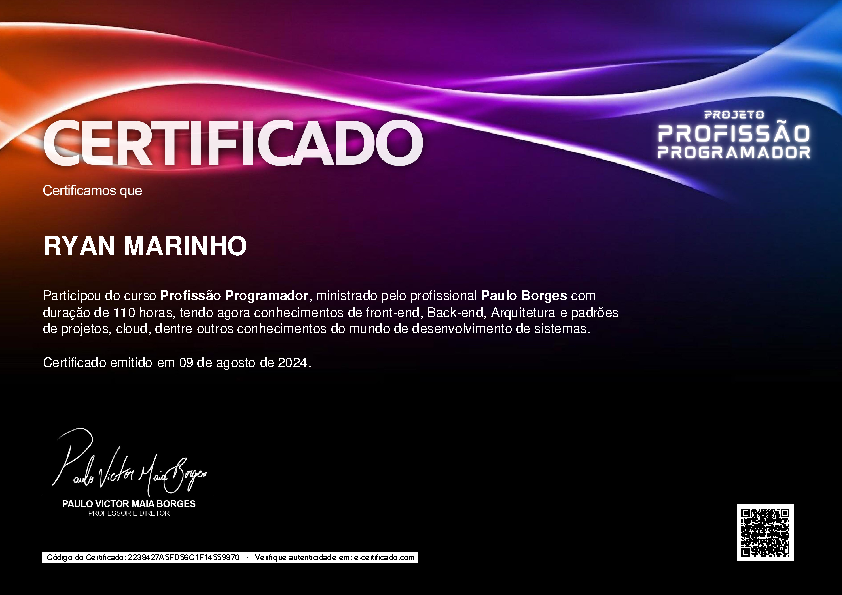 CERTIFICADO
PROJETO
PROFISSÃO
PROGRAMADOR
Certificamos que
RYAN MARINHO
Participou do curso Profissão Programador, ministrado pelo profissional Paulo Borges com
duração de 110 horas, tendo agora conhecimentos de front-end, Back-end, Arquitetura e padrões
de projetos, cloud, dentre outros conhecimentos do mundo de desenvolvimento de sistemas.
Certificado emitido em 09 de agosto de 2024.
Paulo Victor Maia Borges
PAULO VICTOR MAIA BORGES
PROFESSOR E DIRETOR
Código do Certificado: 2238427A5FD56C1F14559870 - Verifique autenticidade em: e-certificado.com